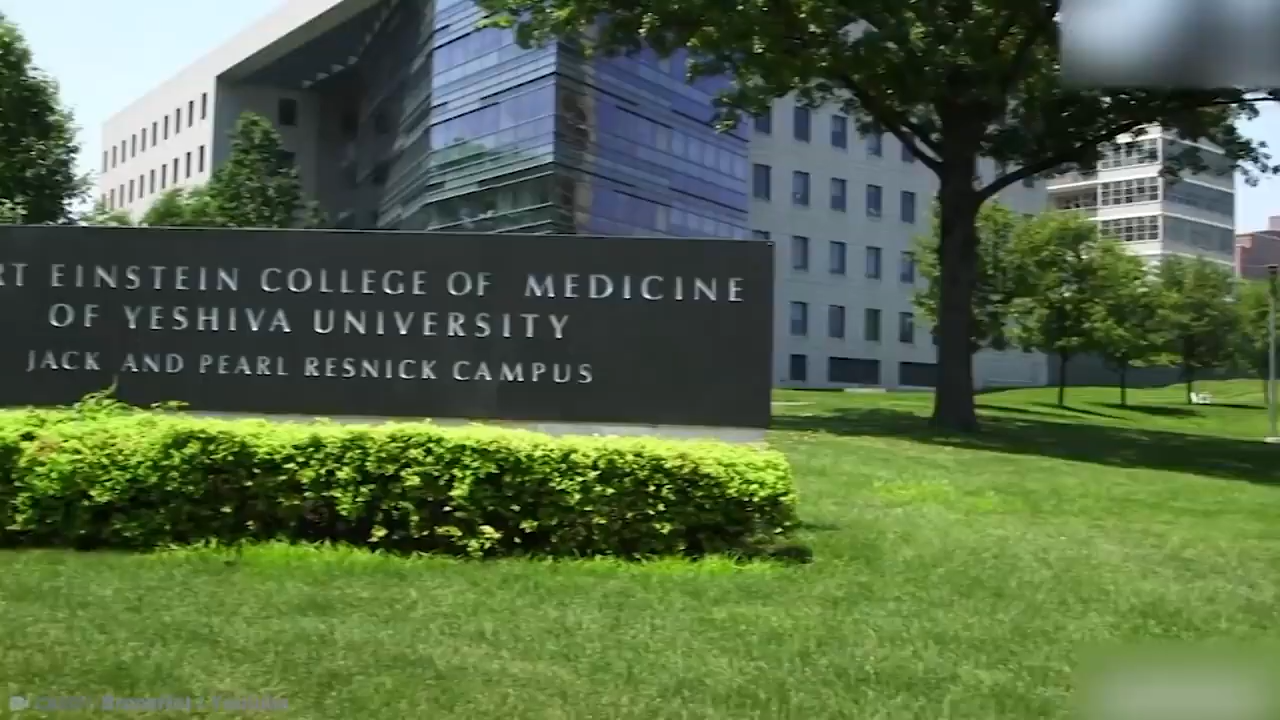 RT EINSTEIN COLLEGE OF MEDICINE
OF YESHIVA UNIVERSITY
JACK AND PEARL RESNICK CAMPUS